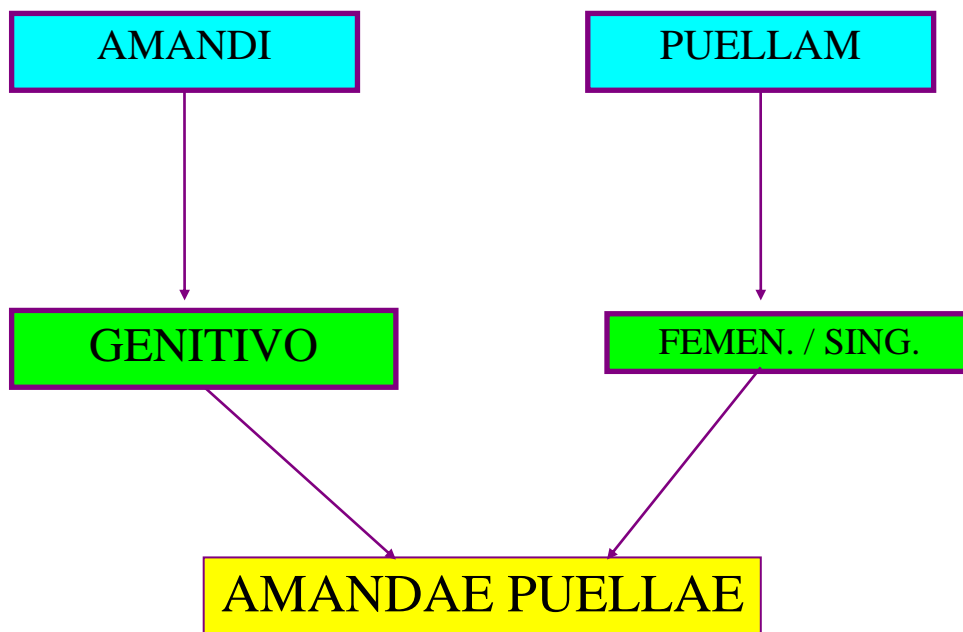 AMANDI
PUELLAM
GENITIVO
FEMEN. / SING.
AMANDAE PUELLAE